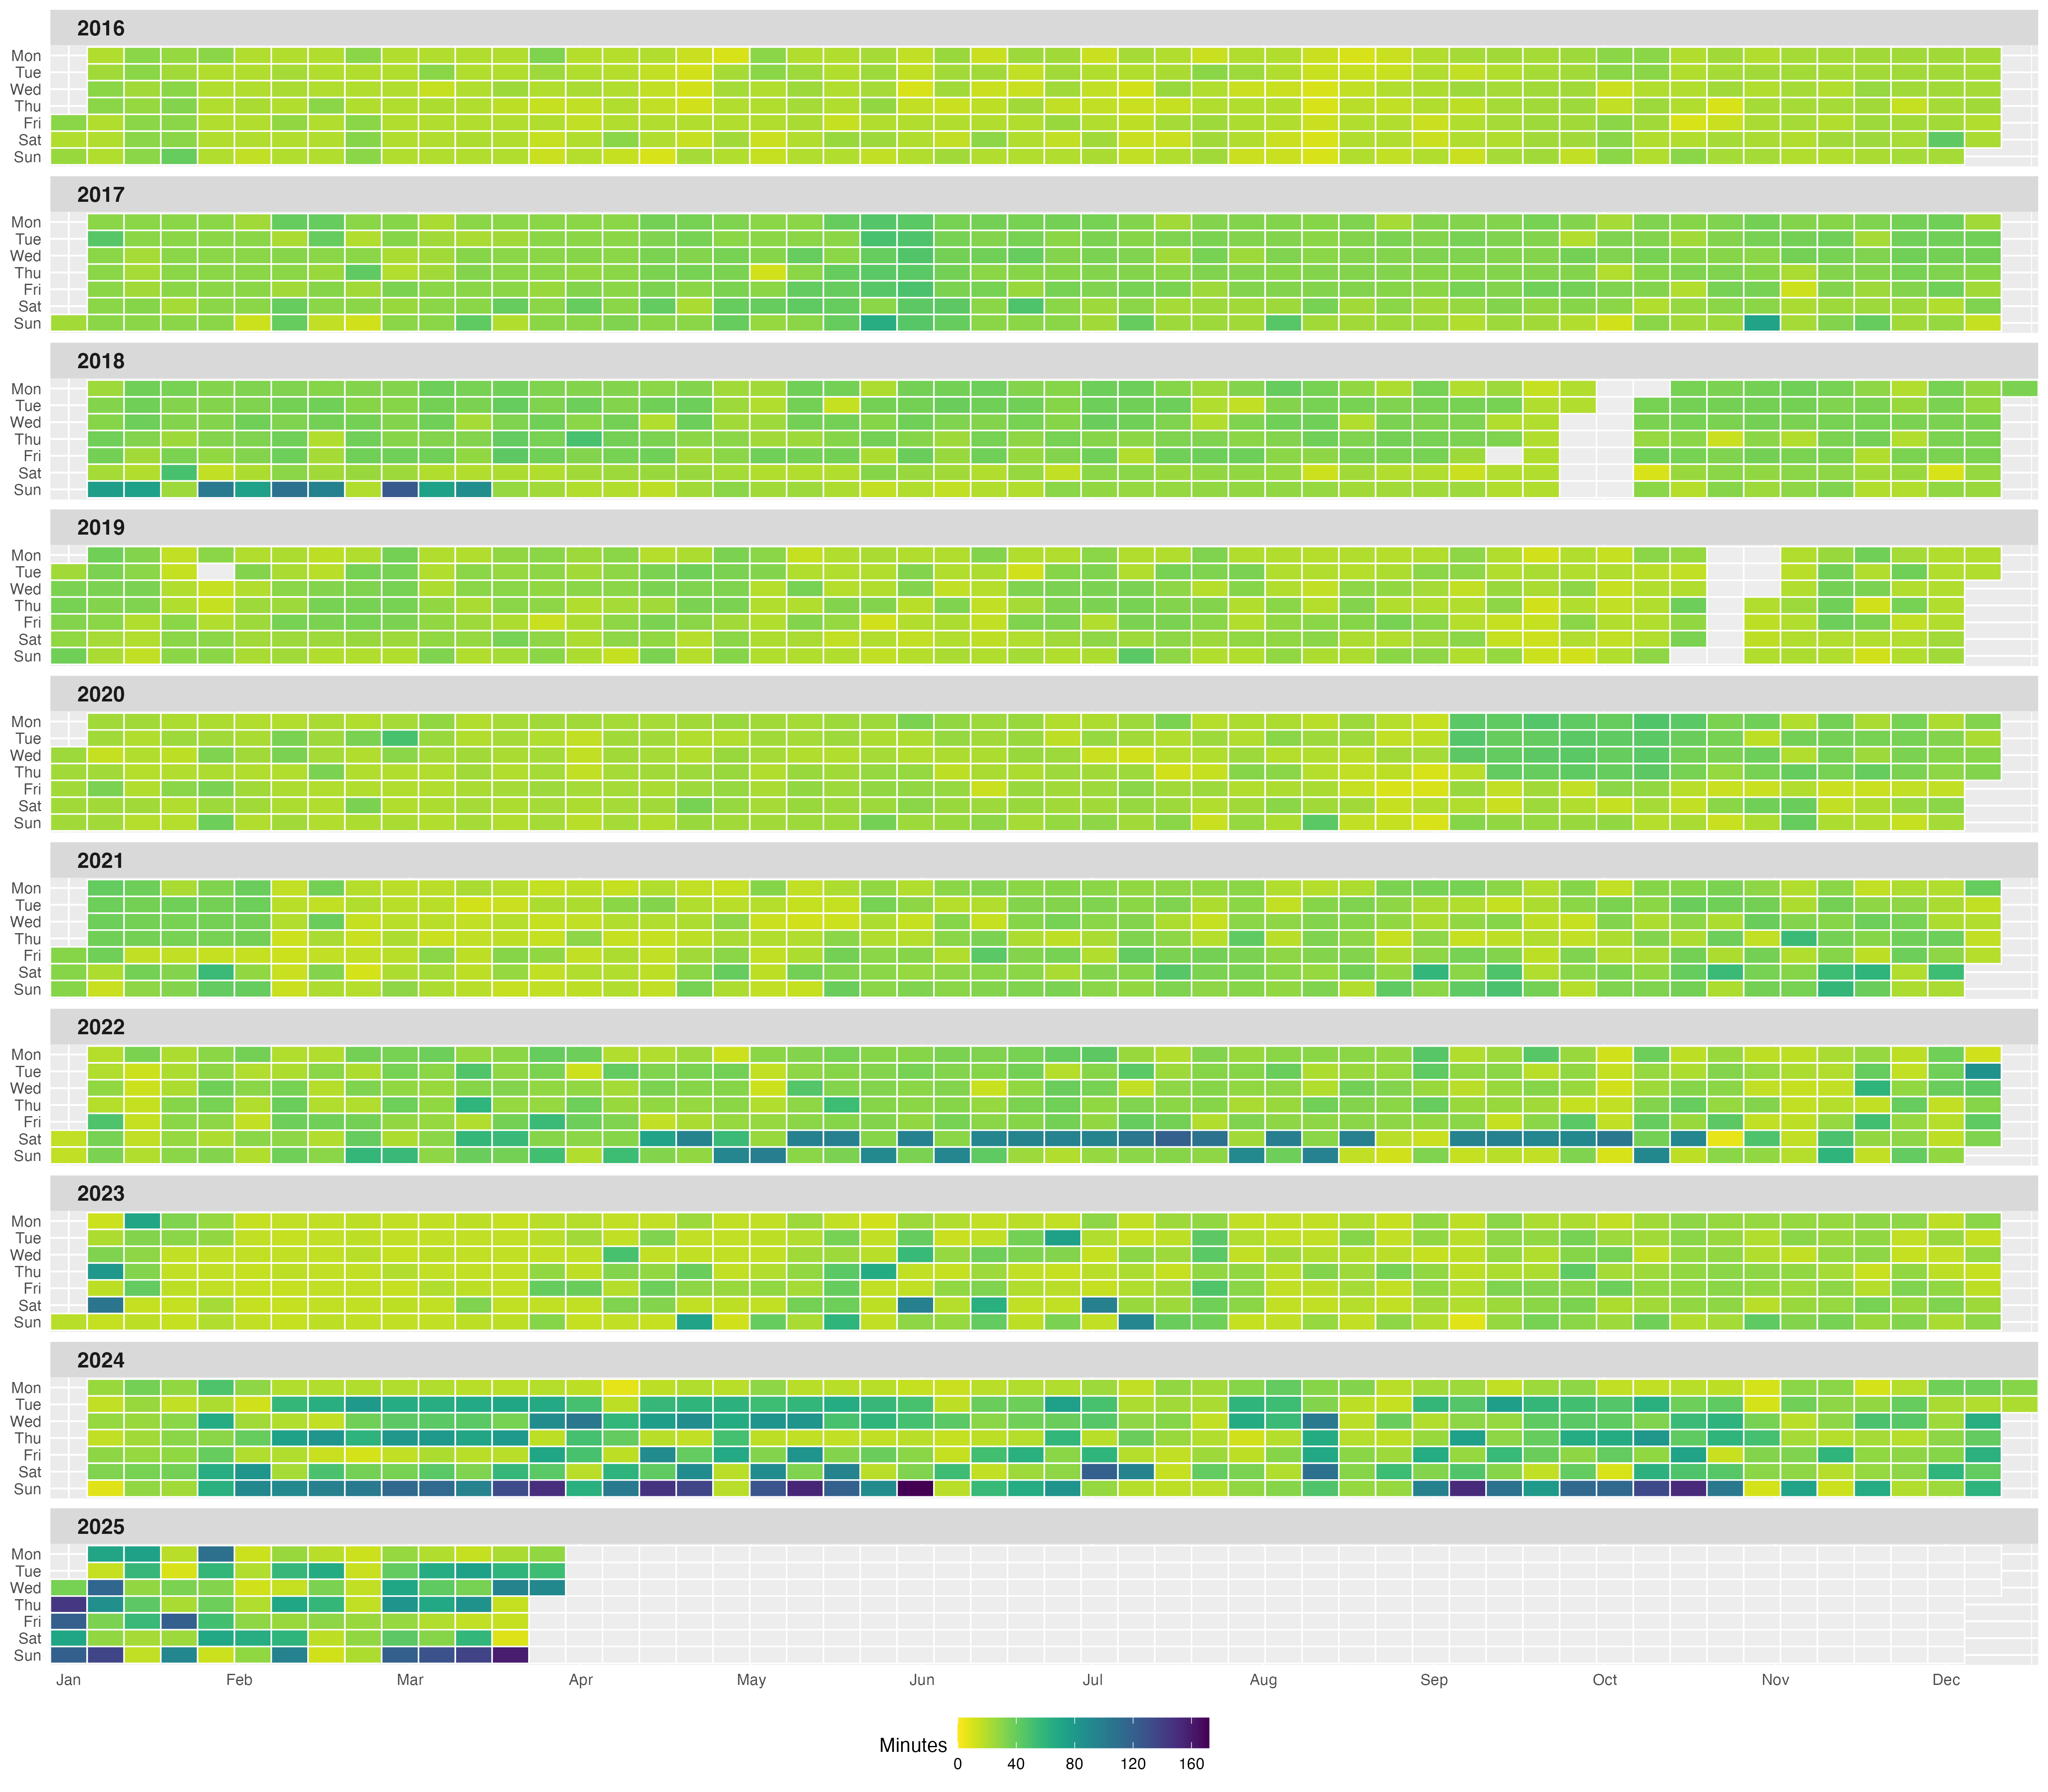 2016
Mon
Tue
Wed
Thu
Fri
Sat
Sun
2017
Mon
Tue
Wed
Thu
Fri
Sat
Sun
2018
Mon
Tue
Wed
Thu
Fri
Sat
Sun
2019
Mon
Tue
Wed
Thu
Fri
Sat
Sun
2020
Mon
Tue
Wed
Thu
Fri
Sat
Sun
2021
Mon
Tue
Wed
Thu
Fri
Sat
Sun
2022
Mon
Tue
Wed
Thu
Fri
Sat
Sun
2023
Mon
Tue
Wed
Thu
Fri
Sat
Sun
2024
Mon
Tue
Wed
Thu
Fri
Sat
Sun
2025
Mon
Tue
Wed
Thu
Fri
Sat
Sun
Jan Feb Mar Apr May Jun Jul Aug Sep Oct Nov Dec
Minutes
0 40 80 120 160